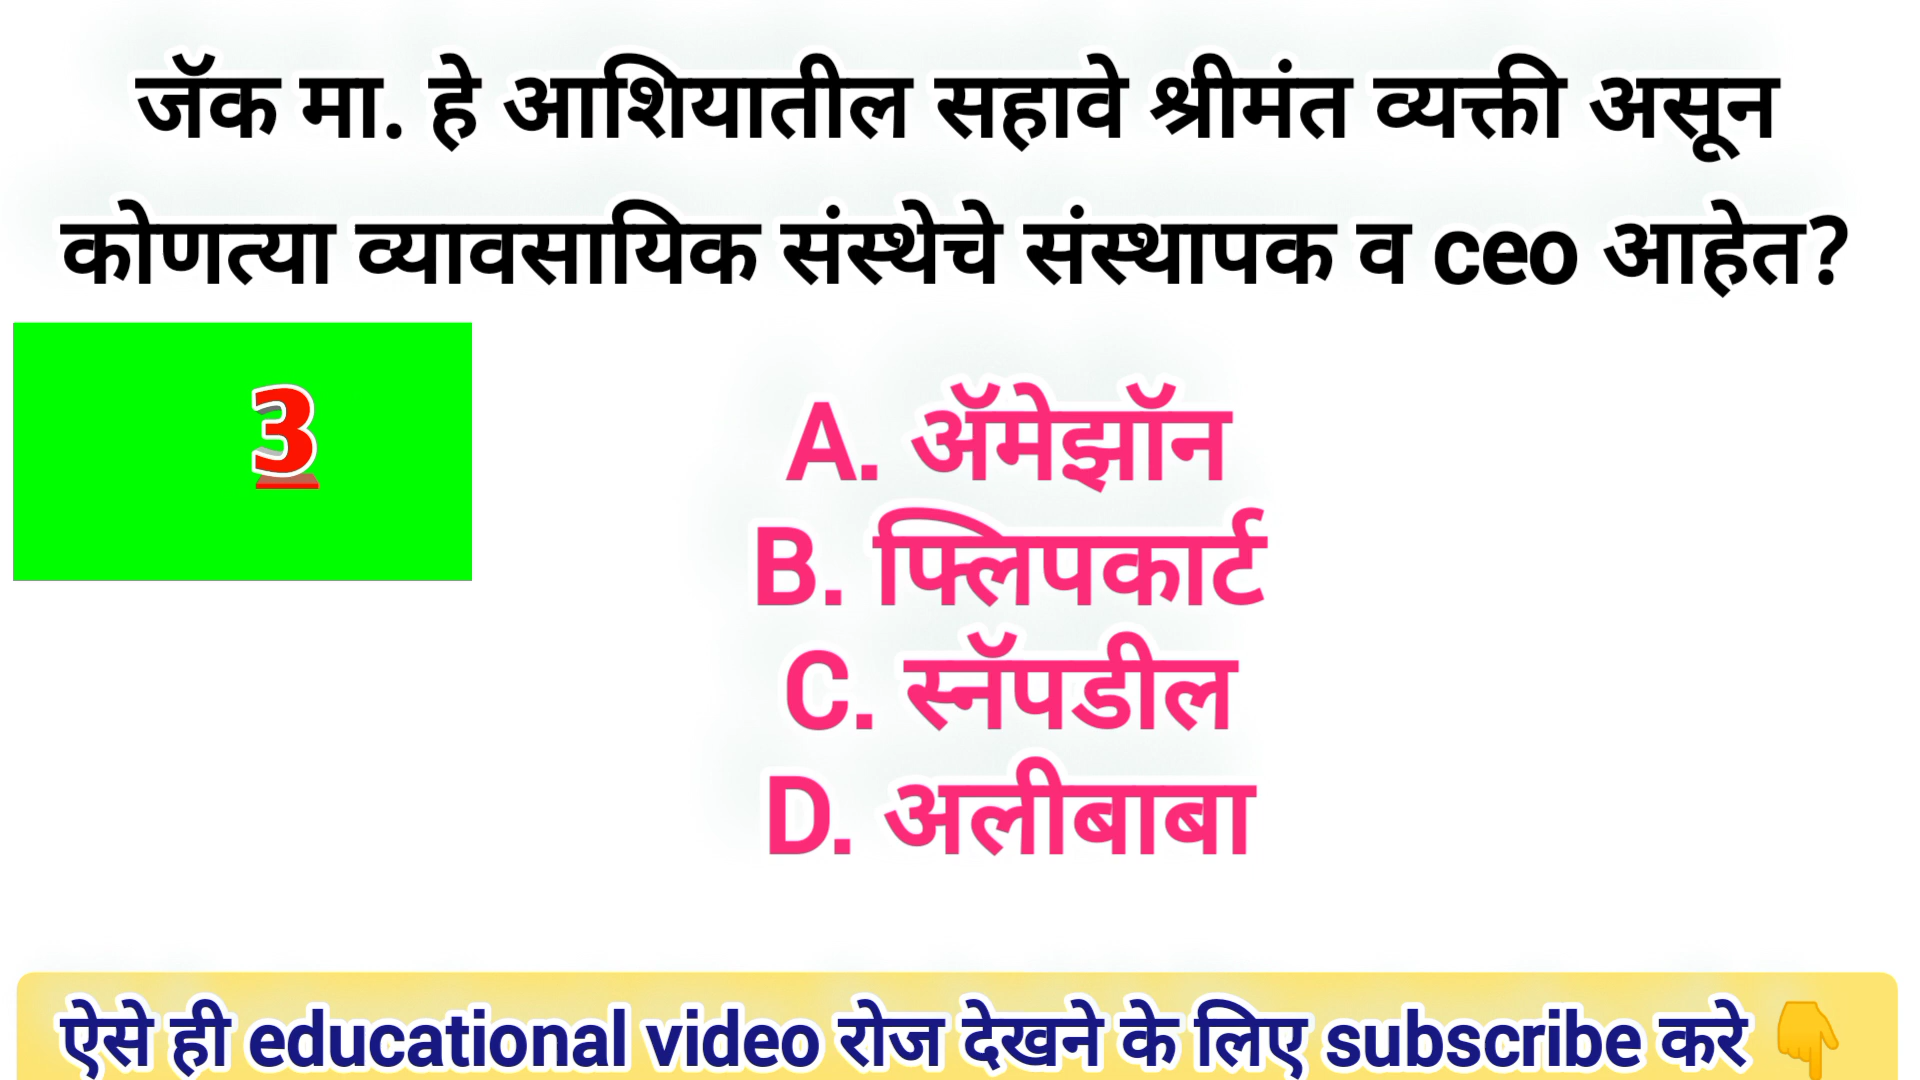 जॅक मा. हे आशियातील सहावे श्रीमंत व्यक्ती असून
कोणत्या व्यावसायिक संस्थेचे संस्थापक व ceo आहेत?
3
A. ॲमेझॉन
B. फ्लिपकार्ट
C. स्नॅपडील
D. अलीबाबा
ऐसे ही educational video रोज देखने के लिए subscribe करे 👇